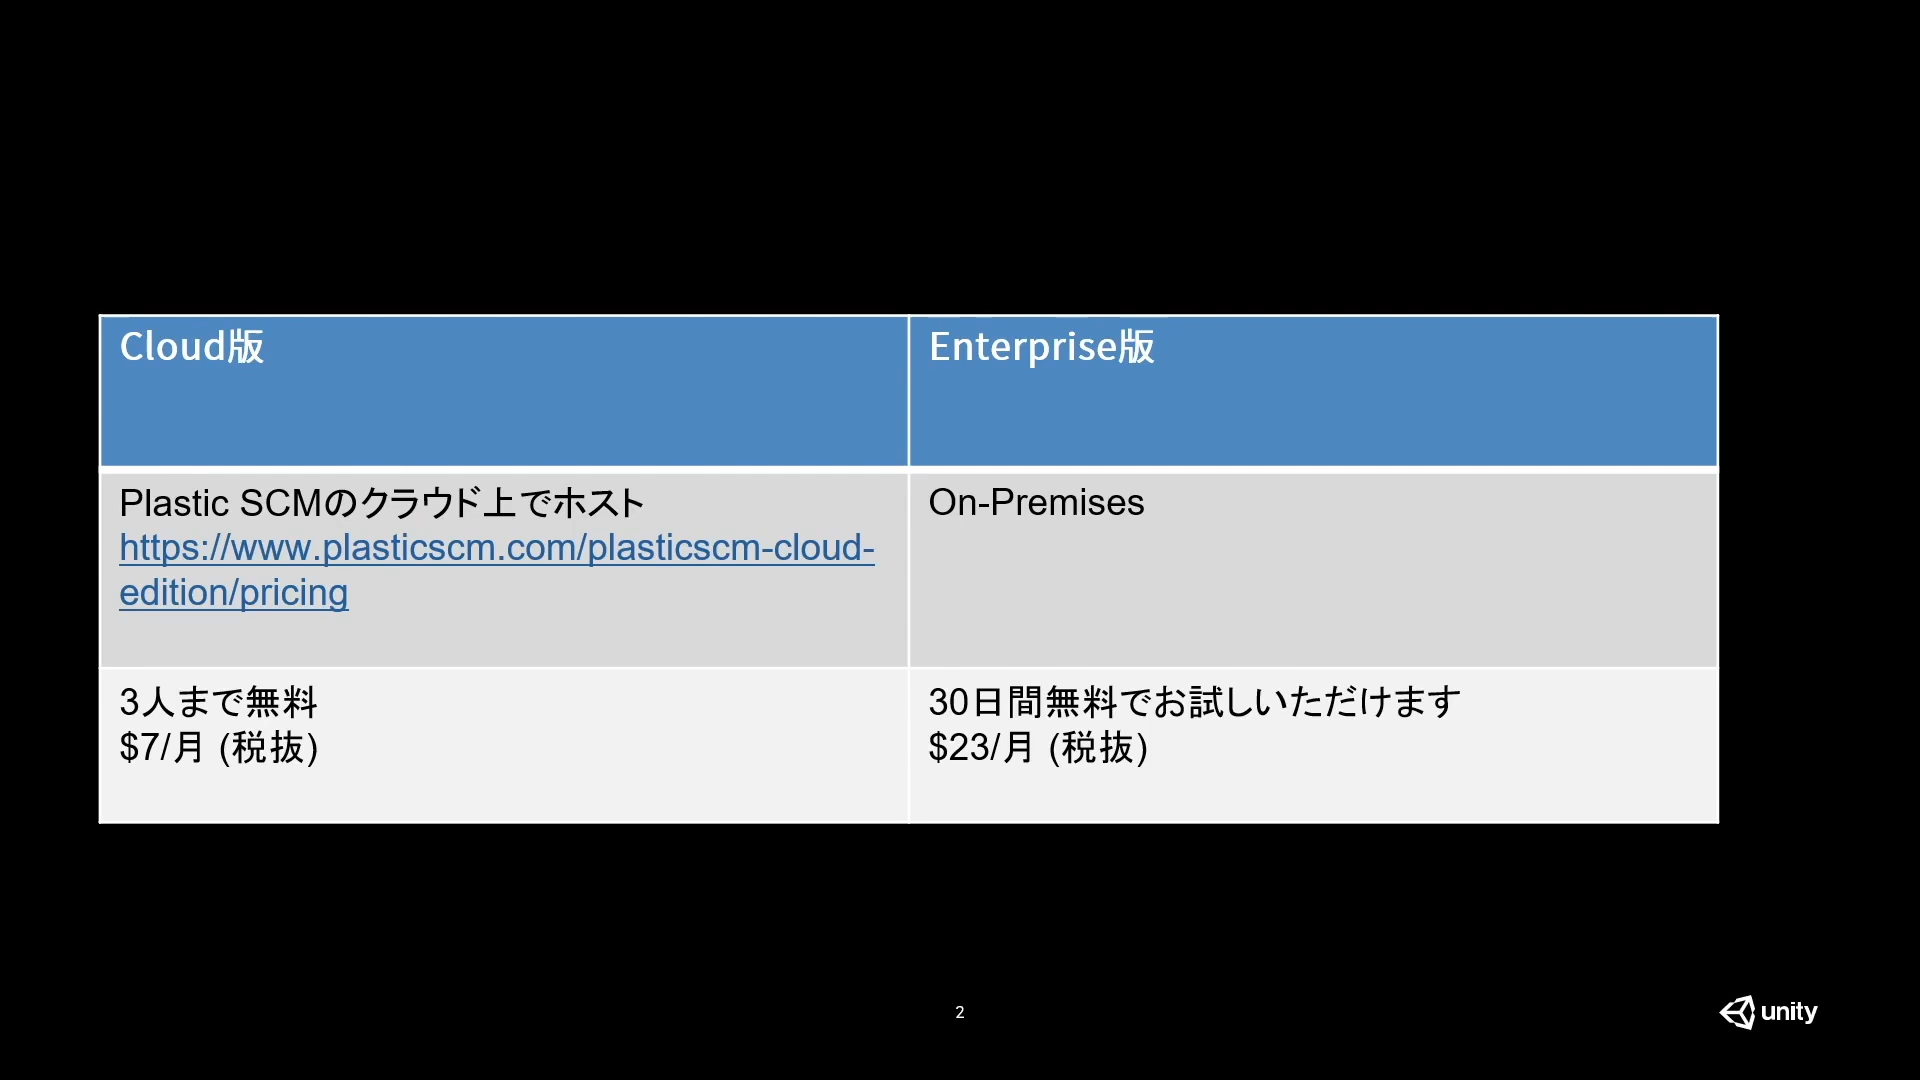 Cloud版
Enterprise版
Plastic SCMのクラウド上でホスト
https://www.plasticscm.com/plasticscm-cloud-
edition/pricing
On-Premises
3人まで無料
$7/月 (税抜)
30日間無料でお試しいただけます
$23/月 (税抜)
2
unity